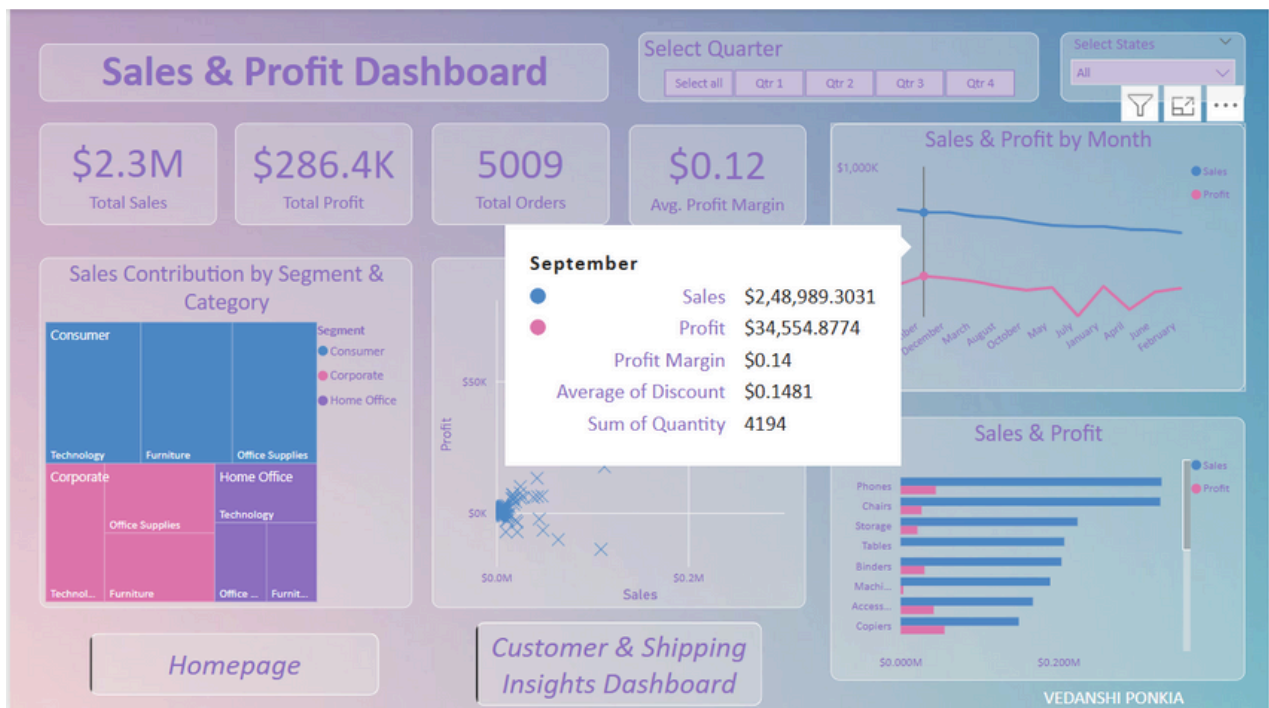 Sales & Profit Dashboard
Select Quarter
Select all
Qtr 1
Qtr 2
Qtr 3
Qtr 4
Select States
All
$2.3M
Total Sales
$286.4K
Total Profit
5009
Total Orders
$0.12
Avg. Profit Margin
Sales & Profit by Month
$1,000K
Sales
Profit
December
March
August
October
May
July
January
April
June
February
September
Sales $2,48,989.3031
Profit $34,554.8774
Profit Margin $0.14
Average of Discount $0.1481
Sum of Quantity 4194
Sales Contribution by Segment &
Category
Segment
Consumer
Corporate
Home Office
Consumer
Technology
Furniture
Office Supplies
Corporate
Office Supplies
Technol...
Furniture
Home Office
Technology
Office ...
Furnit...
Profit
$50K
$0K
$0.0M
$0.2M
Sales
Sales & Profit
Sales
Profit
Phones
Chairs
Storage
Tables
Binders
Machi...
Access...
Copiers
$0.000M
$0.200M
Homepage
Customer & Shipping
Insights Dashboard
VEDANSHI PONKIA